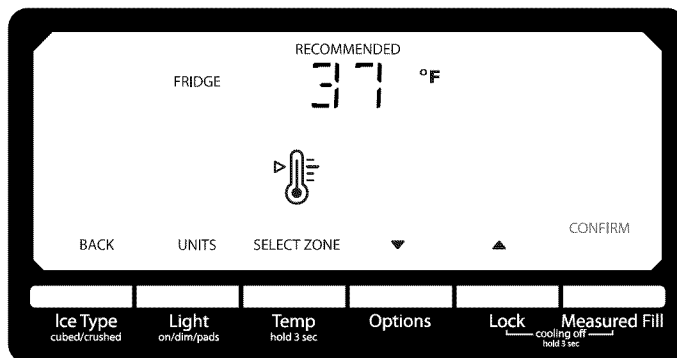 RECOMMENDED
FRIDGE 37 °F
CONFIRM
BACK UNITS SELECT ZONE
Ice Type Light Temp Options Lock Measured Fill
cubed/crushed on/dim/pads hold 3 sec cooling off
hold 3 sec